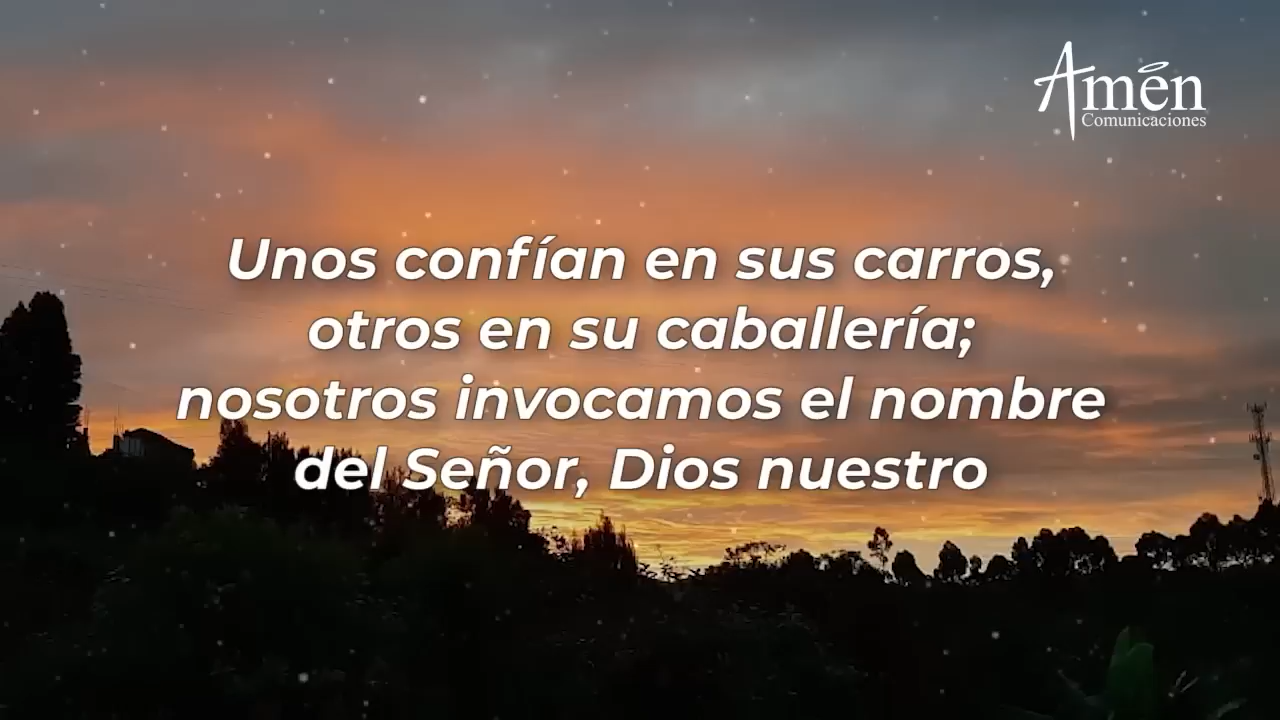 Amén
Comunicaciones
Unos confían en sus carros,
otros en su caballería;
nosotros invocamos el nombre
del Señor, Dios nuestro